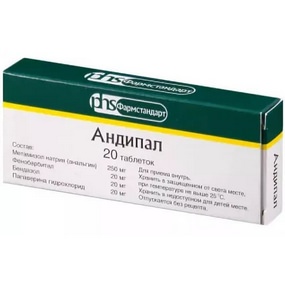 phs Фармстандарт
Андипал
20 таблеток
Состав:
Метамизол натрия (анальгин) 250 мг
Фенобарбитал 20 мг
Бендазол 20 мг
Папаверина гидрохлорид 20 мг
Для приема внутрь.
Хранить в защищенном от света месте,
при температуре не выше 25°С.
Хранить в недоступном для детей месте.
Отпускается без рецепта.
Андипал